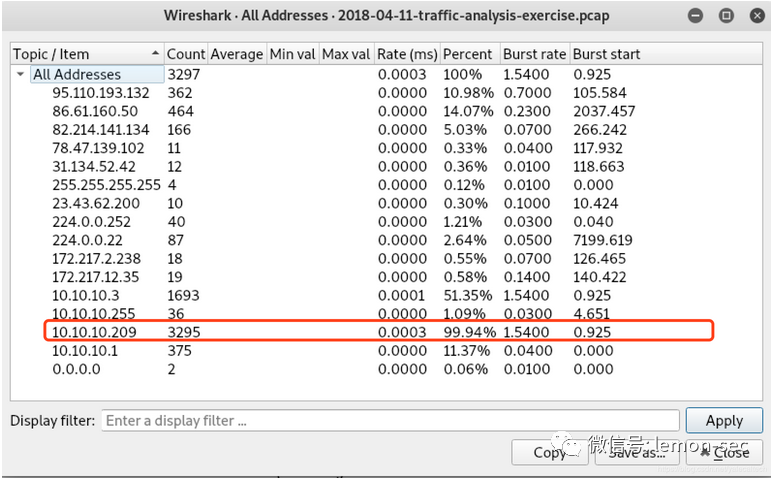 Wireshark · All Addresses · 2018-04-11-traffic-analysis-exercise.pcap
Topic / Item Count Average Min val Max val Rate (ms) Percent Burst rate Burst start
All Addresses 3297 0.0003 100% 1.5400 0.925
95.110.193.132 362 0.0000 10.98% 0.7000 105.584
86.61.160.50 464 0.0000 14.07% 0.2300 2037.457
82.214.141.134 166 0.0000 5.03% 0.0700 266.242
78.47.139.102 11 0.0000 0.33% 0.0400 117.932
31.134.52.42 12 0.0000 0.36% 0.0100 118.663
255.255.255.255 4 0.0000 0.12% 0.0100 0.000
23.43.62.200 10 0.0000 0.30% 0.1000 10.424
224.0.0.252 40 0.0000 1.21% 0.0300 0.040
224.0.0.22 87 0.0000 2.64% 0.0500 7199.619
172.217.2.238 18 0.0000 0.55% 0.0700 126.465
172.217.12.35 19 0.0000 0.58% 0.1400 140.422
10.10.10.3 1693 0.0001 51.35% 1.5400 0.925
10.10.10.255 36 0.0000 1.09% 0.0300 4.651
10.10.10.209 3295 0.0003 99.94% 1.5400 0.925
10.10.10.1 375 0.0000 11.37% 0.0400 0.000
0.0.0.0 2 0.0000 0.06% 0.0100 0.000
Display filter: Enter a display filter ... Apply
Copy Save as... Close
微信号: lemon-sec